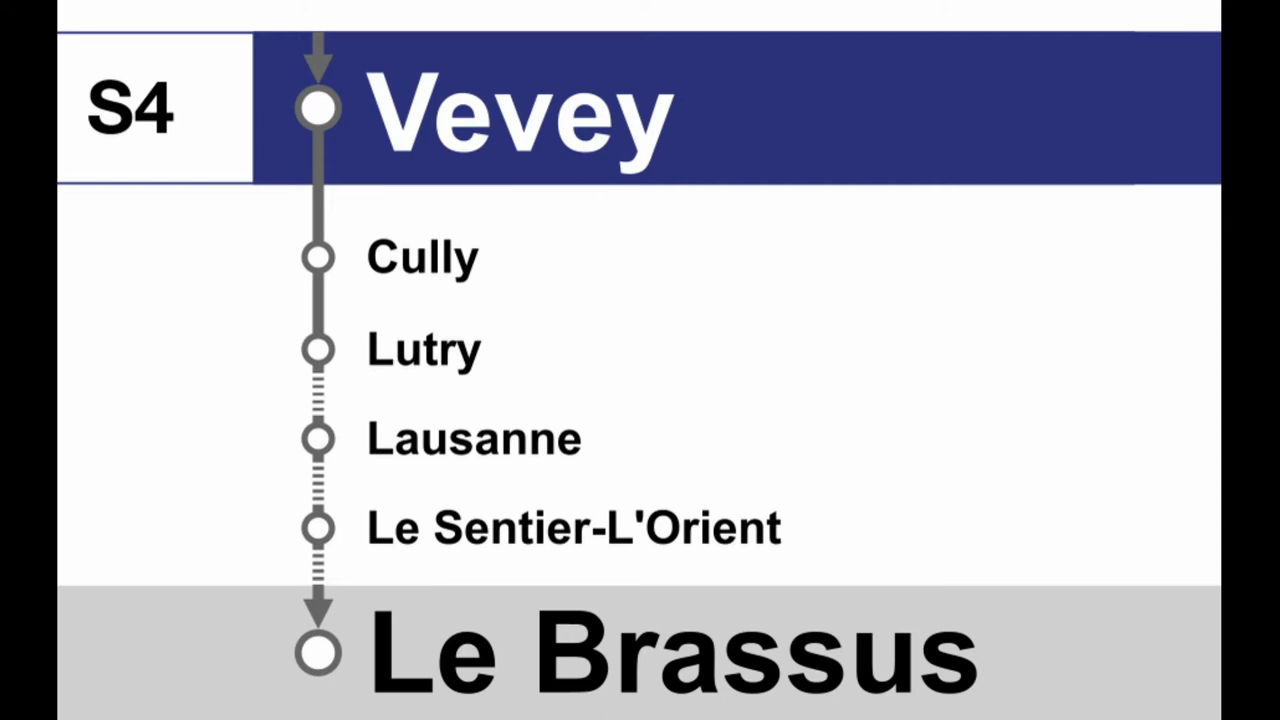 S4
Vevey
Cully
Lutry
Lausanne
Le Sentier-L'Orient
Le Brassus